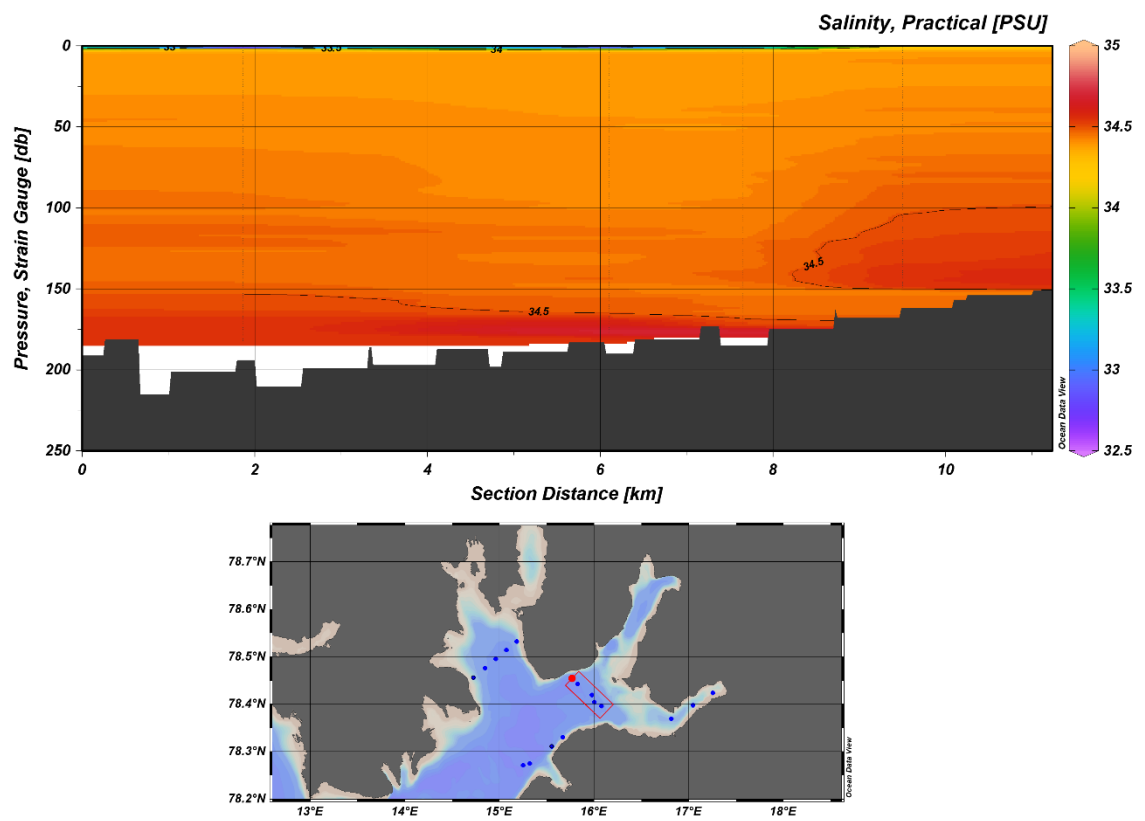 Salinity, Practical [PSU]
33
33.5
34
34.5
34.5
0
50
100
150
200
250
Pressure, Strain Gauge [db]
0
2
4
6
8
10
Section Distance [km]
35
34.5
34
33.5
33
32.5
Ocean Data View
78.7°N
78.6°N
78.5°N
78.4°N
78.3°N
78.2°N
13°E
14°E
15°E
16°E
17°E
18°E
Ocean Data View